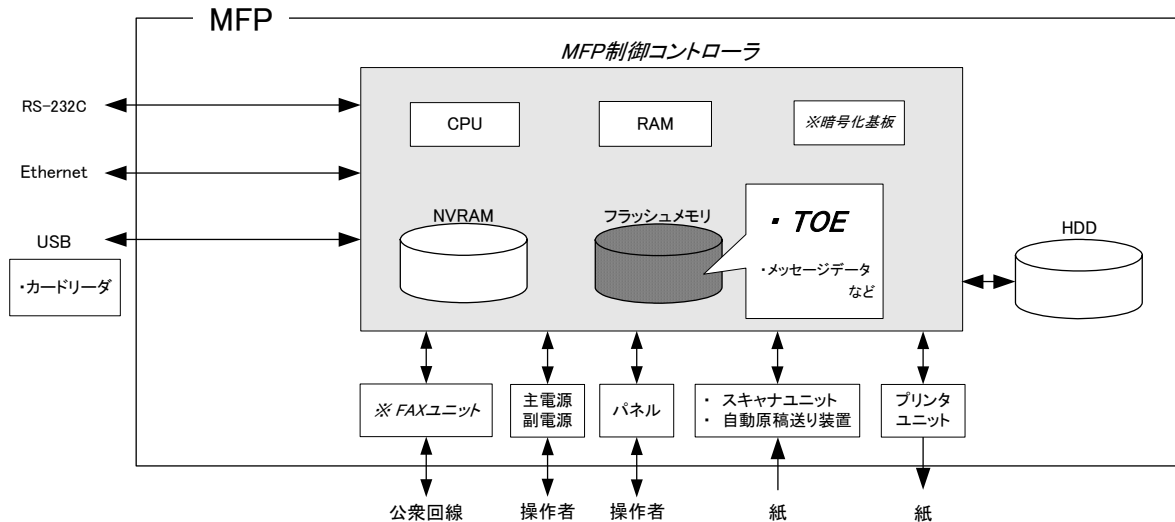 MFP
MFP制御コントローラ
RS-232C
CPU
RAM
※暗号化基板
Ethernet
NVRAM
フラッシュメモリ
・ TOE
・メッセージデータ
など
USB
・カードリーダ
HDD
※ FAXユニット
主電源
副電源
パネル
・ スキャナユニット
・ 自動原稿送り装置
プリンタ
ユニット
公衆回線
操作者
操作者
紙
紙